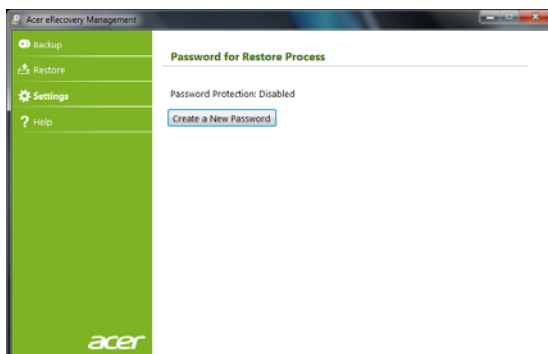 Acer eRecovery Management
Backup
Restore
Settings
Help
Password for Restore Process
Password Protection: Disabled
Create a New Password
acer